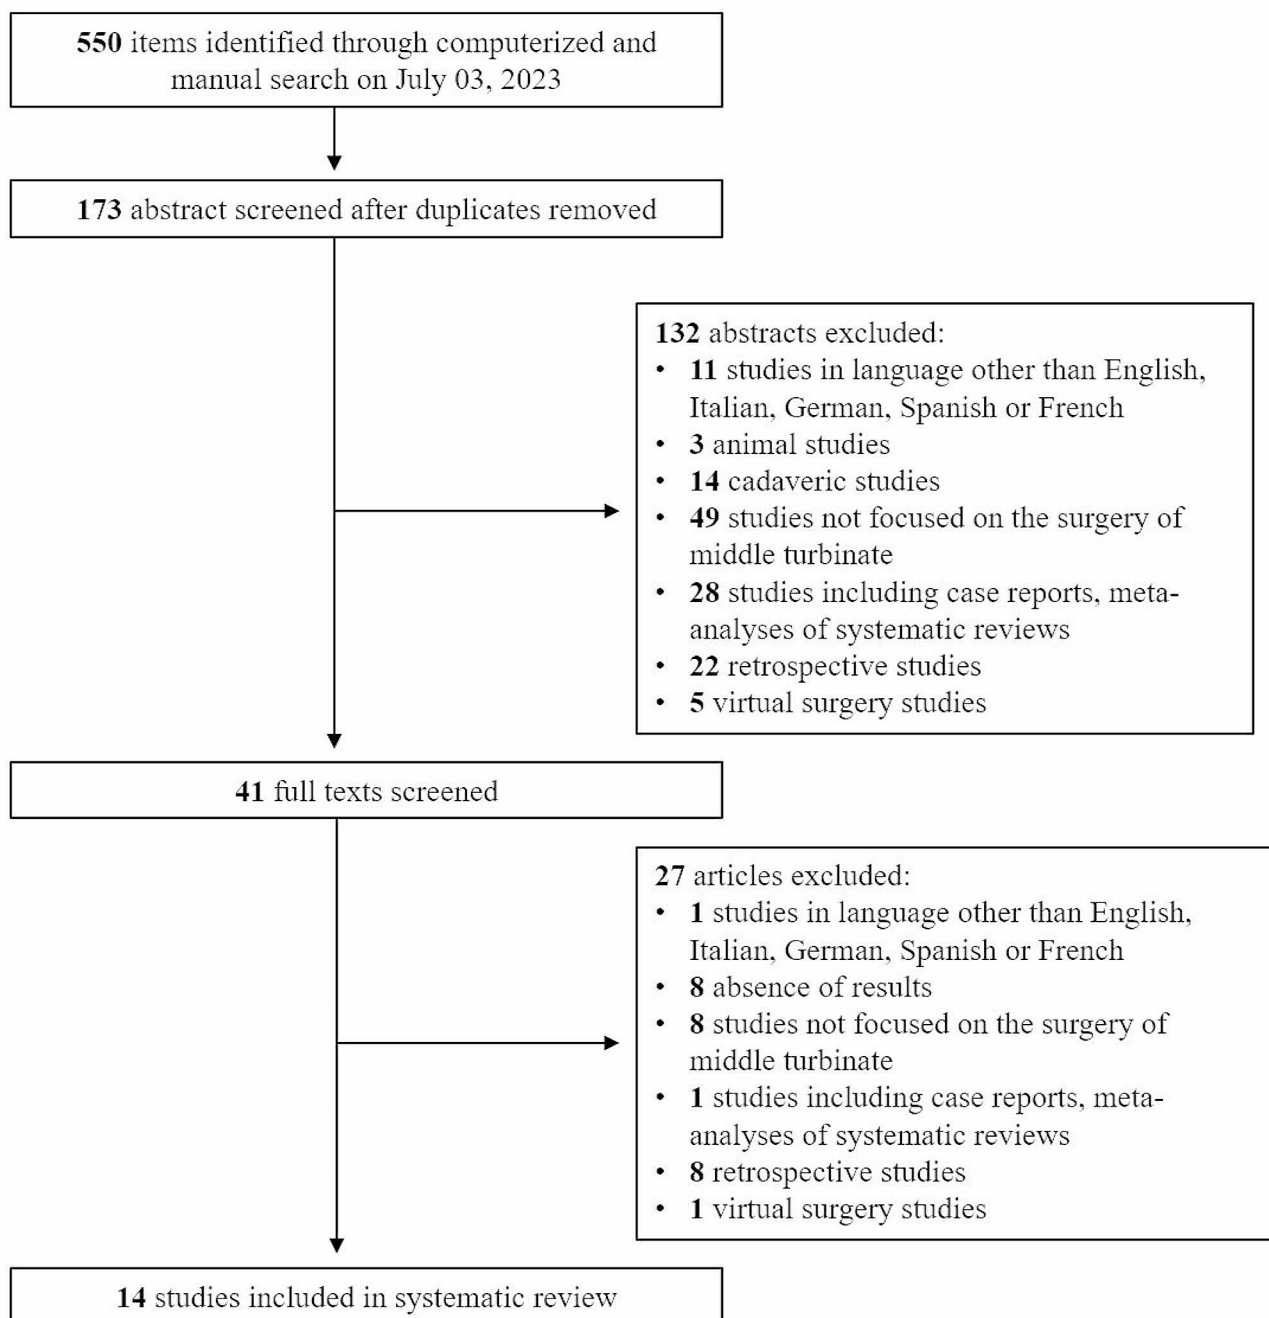 550 items identified through computerized and
manual search on July 03, 2023
173 abstract screened after duplicates removed
132 abstracts excluded:
• 11 studies in language other than English,
Italian, German, Spanish or French
• 3 animal studies
• 14 cadaveric studies
• 49 studies not focused on the surgery of
middle turbinate
• 28 studies including case reports, meta-
analyses of systematic reviews
• 22 retrospective studies
• 5 virtual surgery studies
41 full texts screened
27 articles excluded:
• 1 studies in language other than English,
Italian, German, Spanish or French
• 8 absence of results
• 8 studies not focused on the surgery of
middle turbinate
• 1 studies including case reports, meta-
analyses of systematic reviews
• 8 retrospective studies
• 1 virtual surgery studies
14 studies included in systematic review